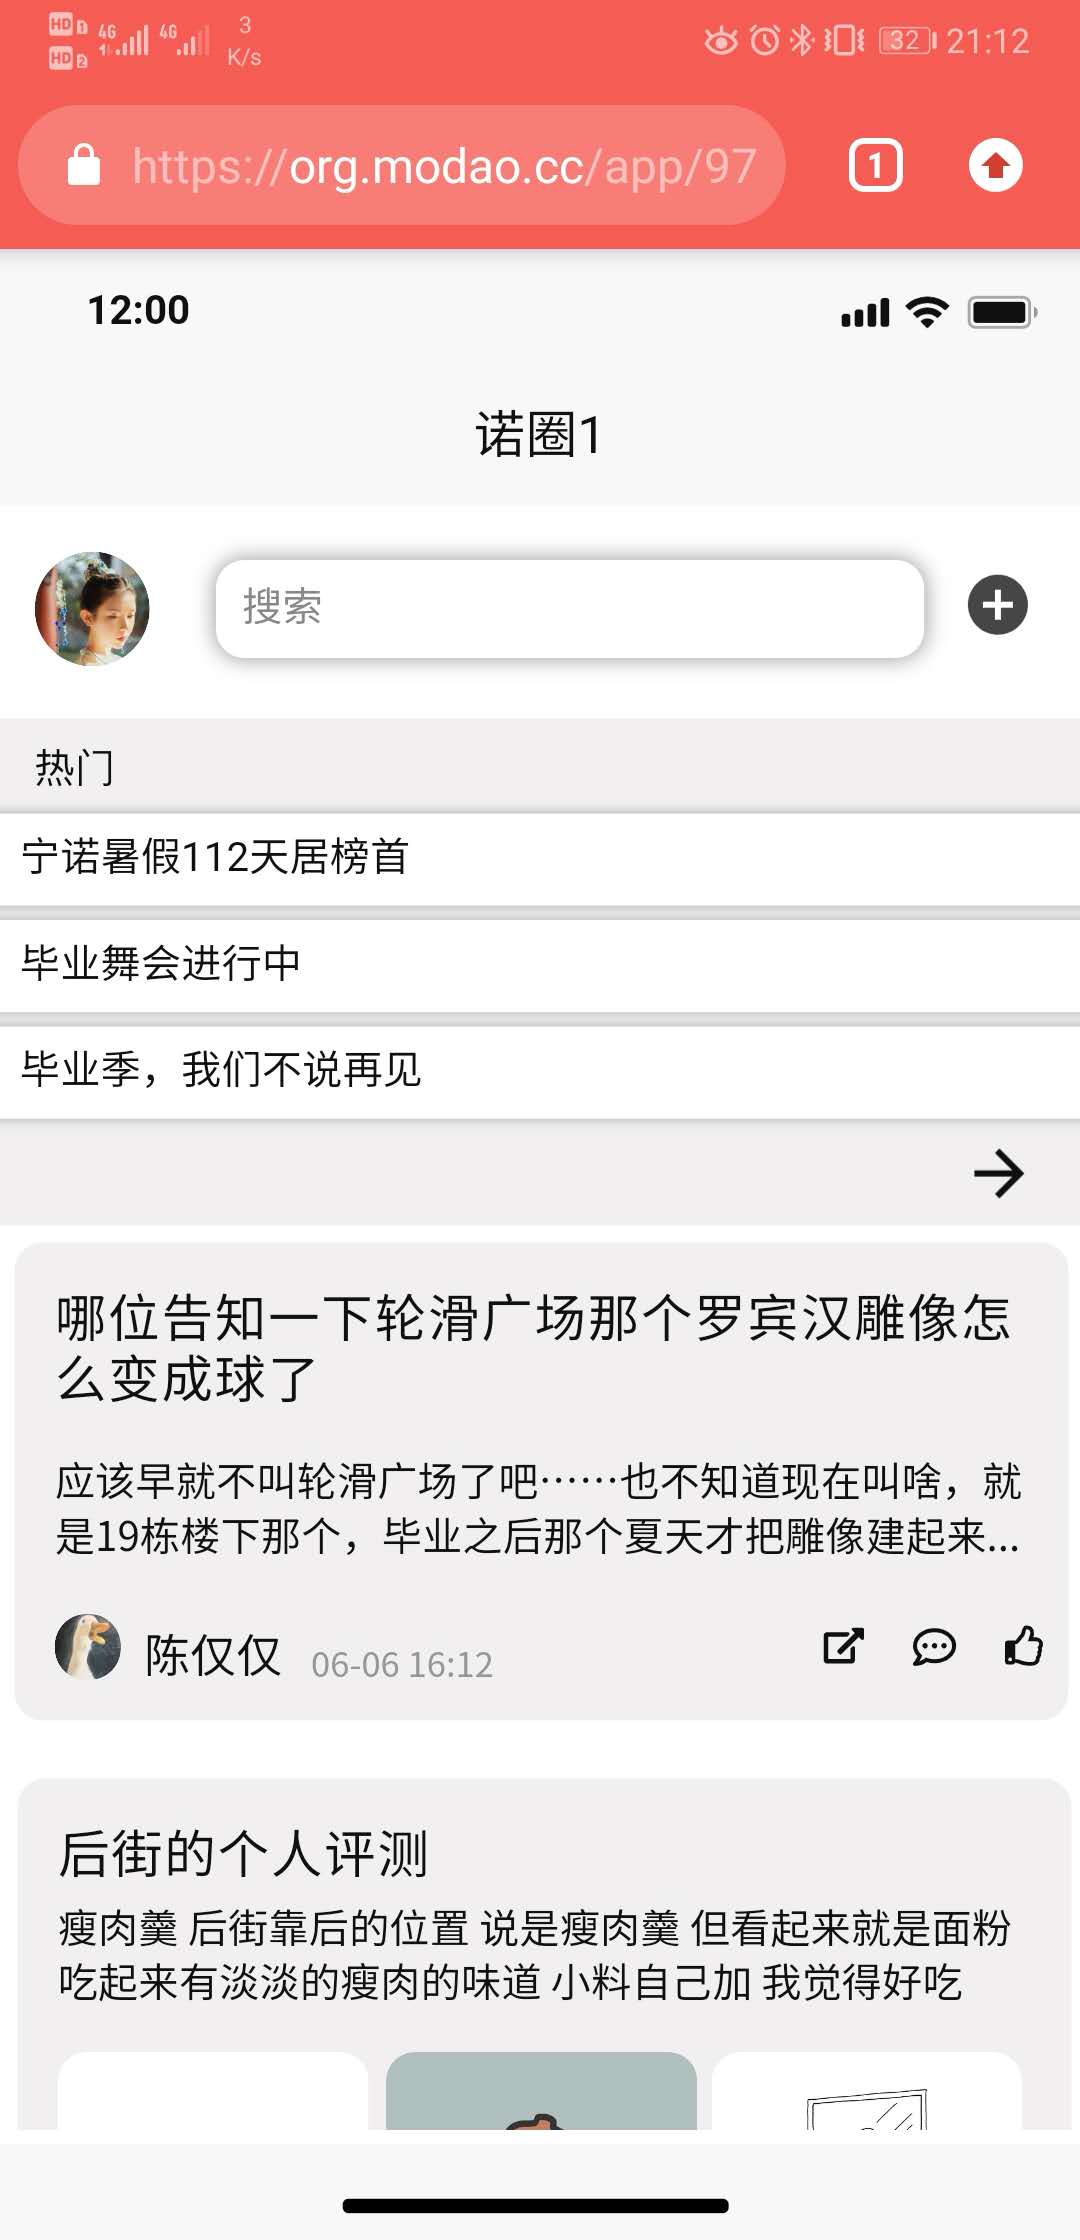 HD 1 4G 4G 3
HD 2 K/s
32 21:12
https://org.modao.cc/app/97
1
12:00
诺圈1
搜索
热门
宁诺暑假112天居榜首
毕业舞会进行中
毕业季，我们不说再见
哪位告知一下轮滑广场那个罗宾汉雕像怎
么变成球了
应该早就不叫轮滑广场了吧……也不知道现在叫啥，就
是19栋楼下那个，毕业之后那个夏天才把雕像建起来...
陈仅仅 06-06 16:12
后街的个人评测
瘦肉羹 后街靠后的位置 说是瘦肉羹 但看起来就是面粉
吃起来有淡淡的瘦肉的味道 小料自己加 我觉得好吃